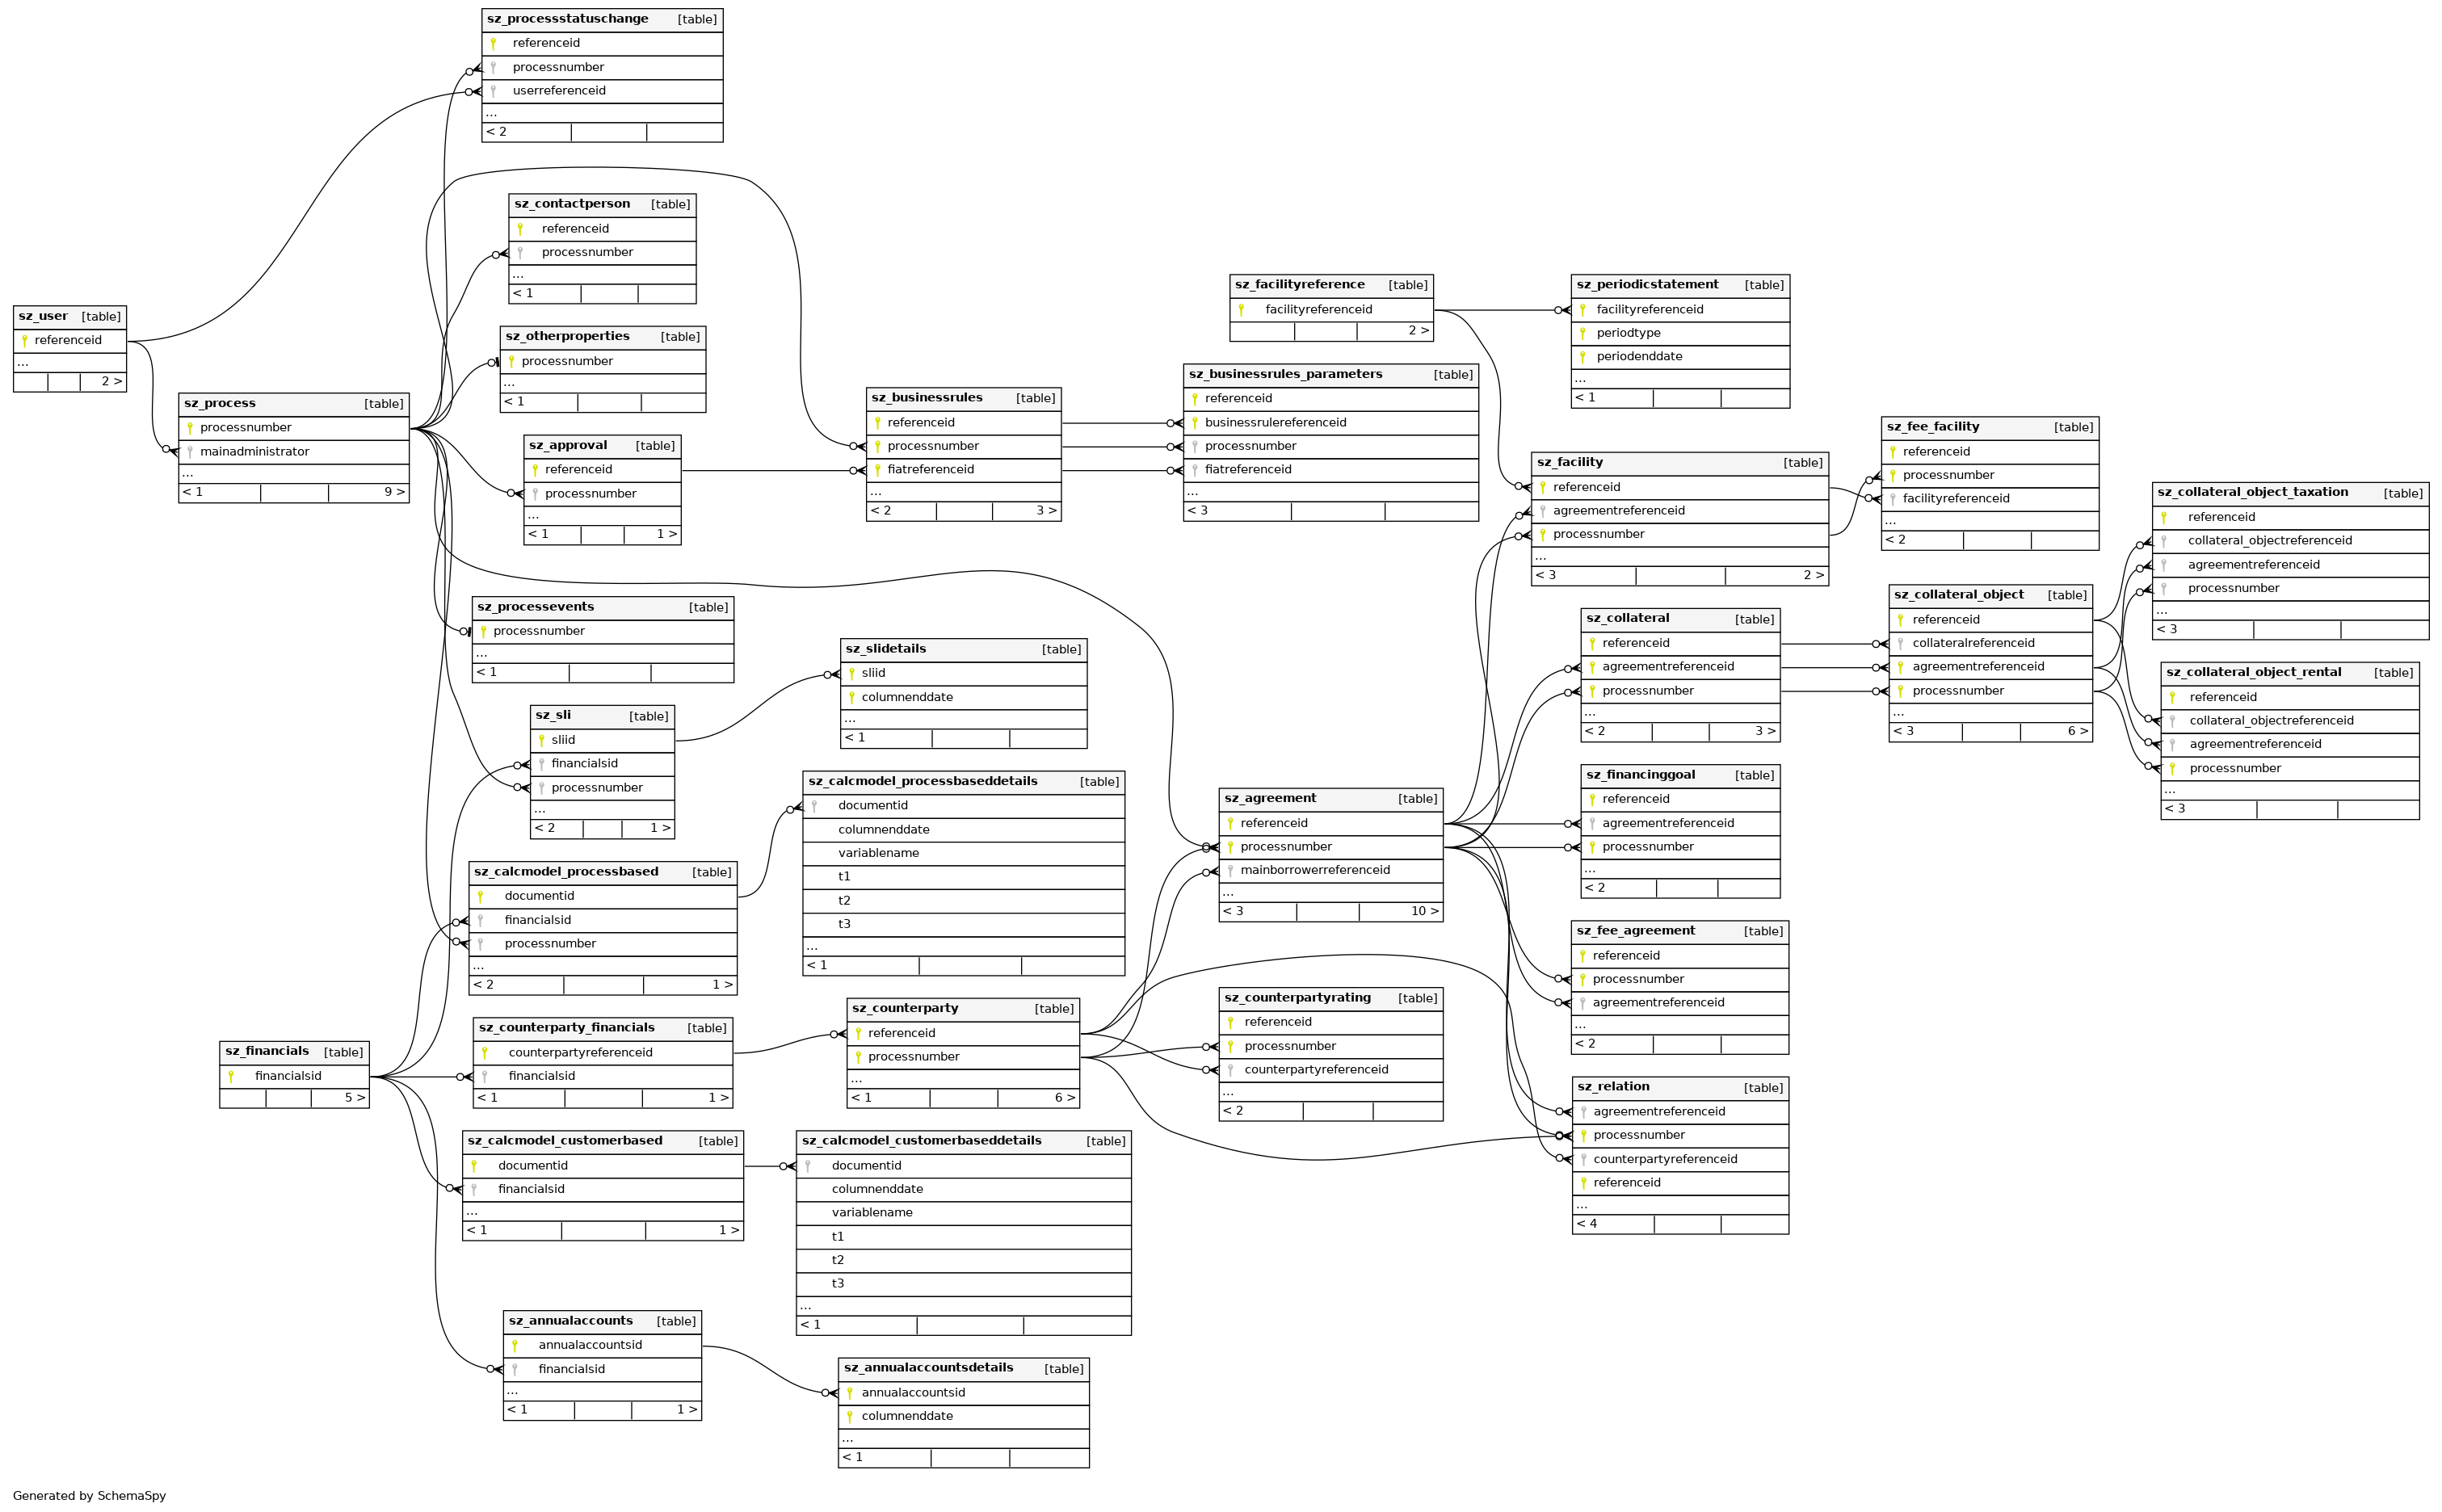 sz_processstatuschange [table]
referenceid
processnumber
userreferenceid
...
< 2
sz_contactperson [table]
referenceid
processnumber
...
< 1
sz_user [table]
referenceid
...
2 >
sz_otherproperties [table]
processnumber
...
< 1
sz_process [table]
processnumber
mainadministrator
...
< 1 9 >
sz_approval [table]
referenceid
processnumber
...
< 1 1 >
sz_businessrules [table]
referenceid
processnumber
fiatreferenceid
...
< 2 3 >
sz_facilityreference [table]
facilityreferenceid
2 >
sz_businessrules_parameters [table]
referenceid
businessrulereferenceid
processnumber
fiatreferenceid
...
< 3
sz_periodicstatement [table]
facilityreferenceid
periodtype
periodenddate
...
< 1
sz_facility [table]
referenceid
agreementreferenceid
processnumber
...
< 3 2 >
sz_fee_facility [table]
referenceid
processnumber
facilityreferenceid
...
< 2
sz_collateral_object_taxation [table]
referenceid
collateral_objectreferenceid
agreementreferenceid
processnumber
...
< 3
sz_processevents [table]
processnumber
...
< 1
sz_slidetails [table]
sliid
columnenddate
...
< 1
sz_collateral [table]
referenceid
agreementreferenceid
processnumber
...
< 2 3 >
sz_collateral_object [table]
referenceid
collateralreferenceid
agreementreferenceid
processnumber
...
< 3 6 >
sz_collateral_object_rental [table]
referenceid
collateral_objectreferenceid
agreementreferenceid
processnumber
...
< 3
sz_sli [table]
sliid
financialsid
processnumber
...
< 2 1 >
sz_calcmodel_processbaseddetails [table]
documentid
columnenddate
variablename
t1
t2
t3
...
< 1
sz_agreement [table]
referenceid
processnumber
mainborrowerreferenceid
...
< 3 10 >
sz_financinggoal [table]
referenceid
agreementreferenceid
processnumber
...
< 2
sz_calcmodel_processbased [table]
documentid
financialsid
processnumber
...
< 2 1 >
sz_fee_agreement [table]
referenceid
processnumber
agreementreferenceid
...
< 2
sz_financials [table]
financialsid
5 >
sz_counterparty_financials [table]
counterpartyreferenceid
financialsid
< 1 1 >
sz_counterparty [table]
referenceid
processnumber
...
< 1 6 >
sz_counterpartyrating [table]
referenceid
processnumber
counterpartyreferenceid
...
< 2
sz_relation [table]
agreementreferenceid
processnumber
counterpartyreferenceid
referenceid
...
< 4
sz_calcmodel_customerbased [table]
documentid
financialsid
...
< 1 1 >
sz_calcmodel_customerbaseddetails [table]
documentid
columnenddate
variablename
t1
t2
t3
...
< 1
sz_annualaccounts [table]
annualaccountsid
financialsid
...
< 1 1 >
sz_annualaccountsdetails [table]
annualaccountsid
columnenddate
...
< 1
Generated by SchemaSpy